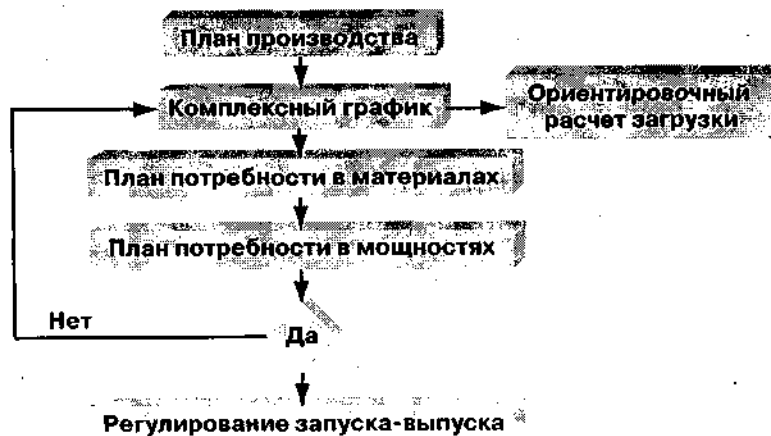 План производства
Комплексный график
Ориентировочный
расчет загрузки
План потребности в материалах
План потребности в мощностях
Нет
Да
Регулирование запуска-выпуска